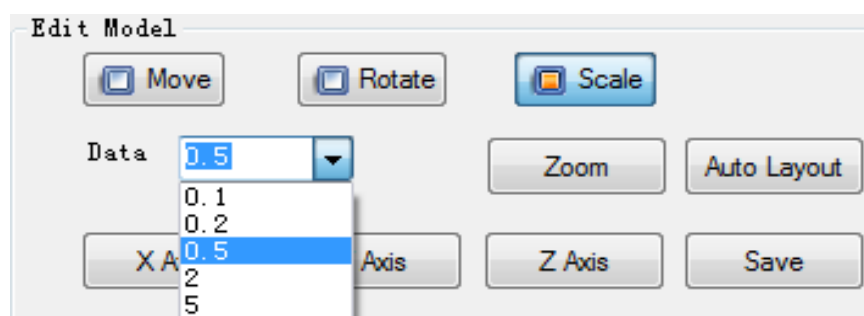 Edit Model
Move Rotate Scale
Data 0.5 Zoom Auto Layout
0.1
0.2
0.5
X A Axis Z Axis Save
2
5